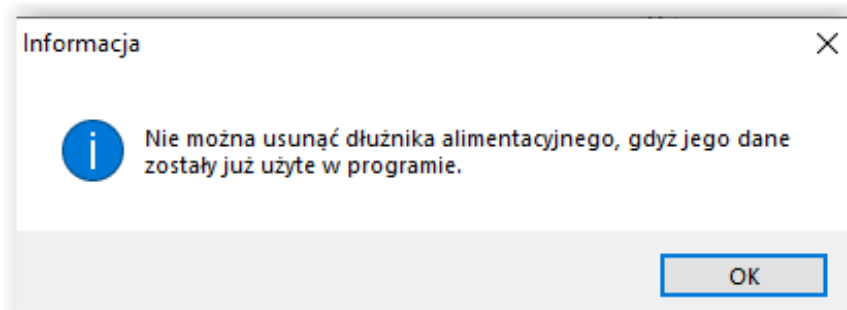 Informacja
Nie można usunąć dłużnika alimentacyjnego, gdyż jego dane
zostały już użyte w programie.
OK